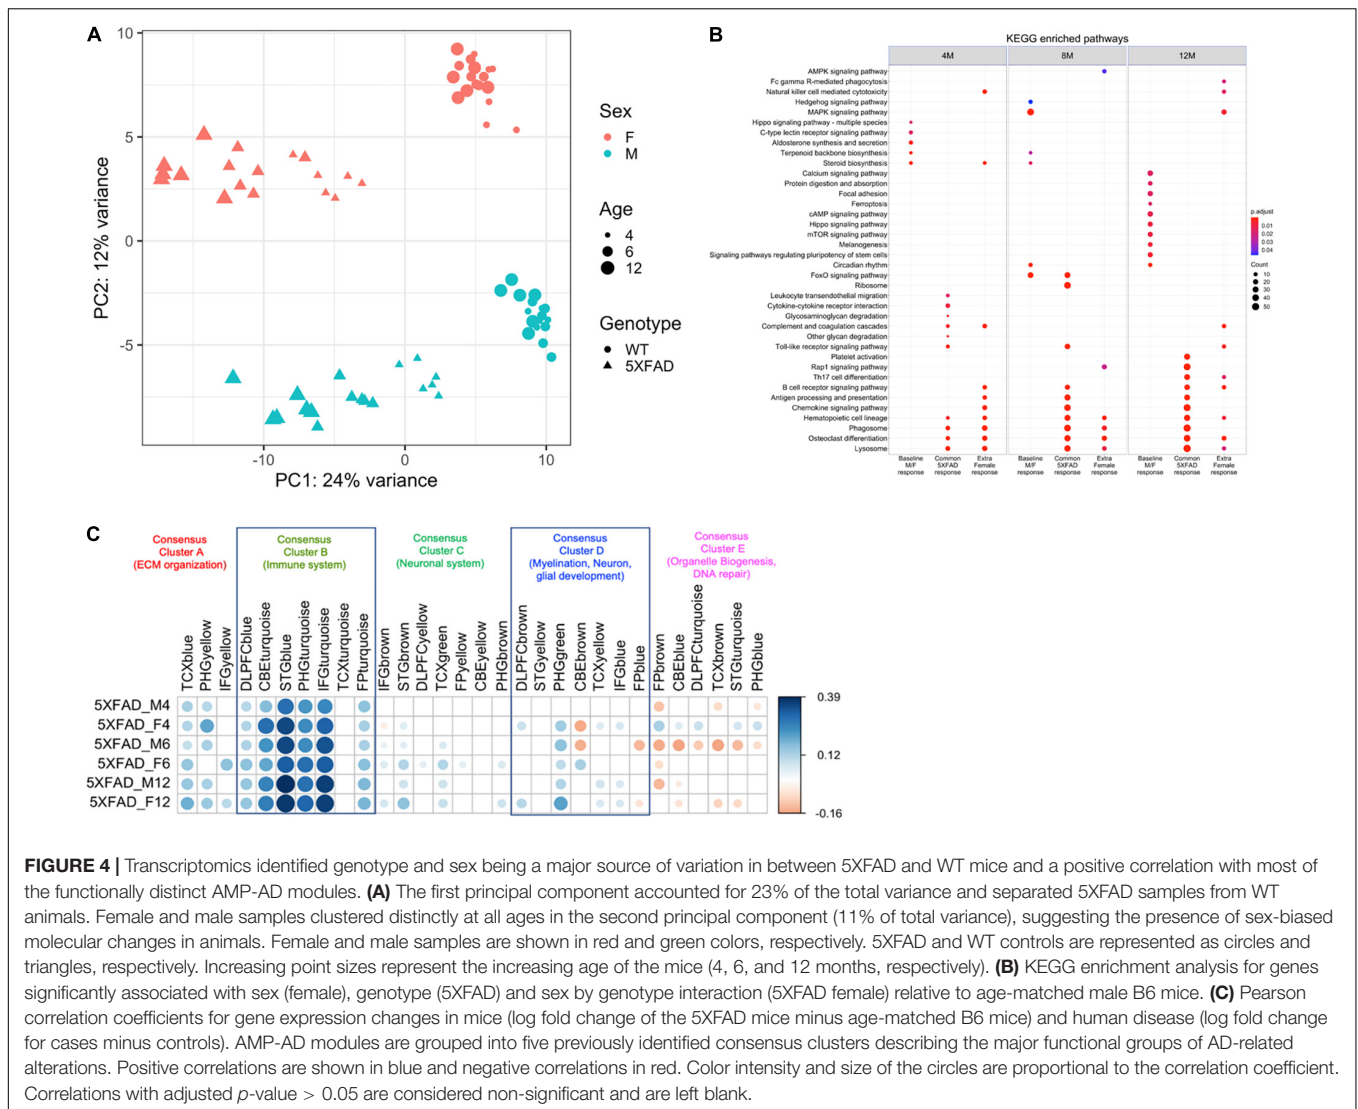 A
10
5
0
-5
PC2: 12% variance
-10
0
10
PC1: 24% variance
Sex
F
M
Age
4
6
12
Genotype
WT
5XFAD
B
KEGG enriched pathways
4M
8M
12M
AMPK signaling pathway
Fc gamma R-mediated phagocytosis
Natural killer cell mediated cytotoxicity
Hedgehog signaling pathway
MAPK signaling pathway
Hippo signaling pathway - multiple species
C-type lectin receptor signaling pathway
Aldosterone synthesis and secretion
Terpenoid backbone biosynthesis
Steroid biosynthesis
Calcium signaling pathway
Protein digestion and absorption
Focal adhesion
Ferroptosis
cAMP signaling pathway
Hippo signaling pathway
mTOR signaling pathway
Melanogenesis
Signaling pathways regulating pluripotency of stem cells
Circadian rhythm
FoxO signaling pathway
Ribosome
Leukocyte transendothelial migration
Cytokine-cytokine receptor interaction
Glycosaminoglycan degradation
Complement and coagulation cascades
Other glycan degradation
Toll-like receptor signaling pathway
Platelet activation
Rap1 signaling pathway
Th17 cell differentiation
B cell receptor signaling pathway
Antigen processing and presentation
Chemokine signaling pathway
Hematopoietic cell lineage
Phagosome
Osteoclast differentiation
Lysosome
Baseline M/F response
Common 5XFAD response
Extra Female response
Baseline M/F response
Common 5XFAD response
Extra Female response
Baseline M/F response
Common 5XFAD response
Extra Female response
p.adjust
0.01
0.02
0.03
0.04
Count
10
20
30
40
50
C
Consensus
Cluster A
(ECM organization)
Consensus
Cluster B
(Immune system)
Consensus
Cluster C
(Neuronal system)
Consensus
Cluster D
(Myelination, Neuron,
glial development)
Consensus
Cluster E
(Organelle Biogenesis,
DNA repair)
TCXblue
PHGyellow
IFGyellow
DLPFCblue
CBEturquoise
STGblue
PHGturquoise
IFGturquoise
TCXturquoise
FPturquoise
IFGbrown
STGbrown
DLPFCyellow
TCXgreen
FPyellow
CBEyellow
PHGbrown
DLPFCbrown
STGyellow
PHGgreen
CBEbrown
TCXyellow
IFGblue
FPblue
FPbrown
CBEblue
DLPFCturquoise
TCXbrown
STGturquoise
PHGblue
5XFAD_M4
5XFAD_F4
5XFAD_M6
5XFAD_F6
5XFAD_M12
5XFAD_F12
0.39
0.12
-0.16
FIGURE 4 | Transcriptomics identified genotype and sex being a major source of variation in between 5XFAD and WT mice and a positive correlation with most of
the functionally distinct AMP-AD modules. (A) The first principal component accounted for 23% of the total variance and separated 5XFAD samples from WT
animals. Female and male samples clustered distinctly at all ages in the second principal component (11% of total variance), suggesting the presence of sex-biased
molecular changes in animals. Female and male samples are shown in red and green colors, respectively. 5XFAD and WT controls are represented as circles and
triangles, respectively. Increasing point sizes represent the increasing age of the mice (4, 6, and 12 months, respectively). (B) KEGG enrichment analysis for genes
significantly associated with sex (female), genotype (5XFAD) and sex by genotype interaction (5XFAD female) relative to age-matched male B6 mice. (C) Pearson
correlation coefficients for gene expression changes in mice (log fold change of the 5XFAD mice minus age-matched B6 mice) and human disease (log fold change
for cases minus controls). AMP-AD modules are grouped into five previously identified consensus clusters describing the major functional groups of AD-related
alterations. Positive correlations are shown in blue and negative correlations in red. Color intensity and size of the circles are proportional to the correlation coefficient.
Correlations with adjusted p-value > 0.05 are considered non-significant and are left blank.